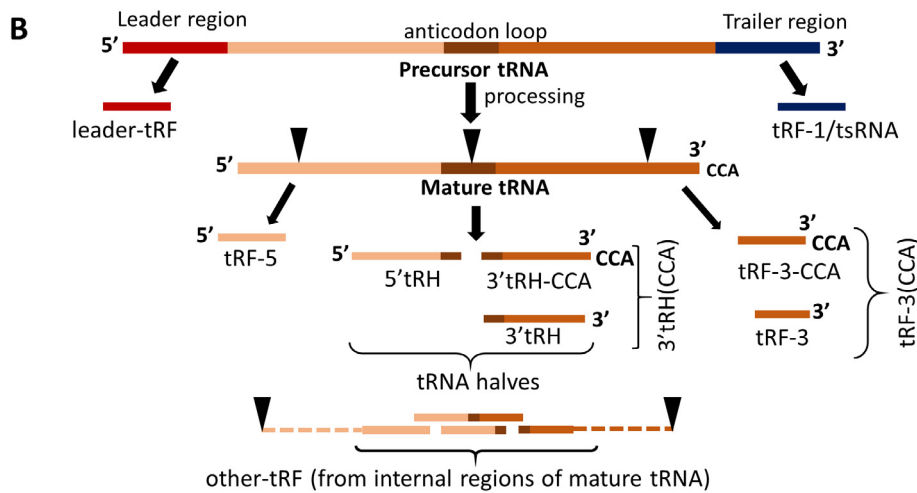 B
Leader region
Trailer region
5’
anticodon loop
3’
Precursor tRNA
leader-tRF
processing
tRF-1/tsRNA
5’
3’
CCA
Mature tRNA
5’
tRF-5
5’
3’
CCA
5’tRH
3’tRH-CCA
3’
3’tRH
3’tRH(CCA)
3’
CCA
tRF-3-CCA
3’
tRF-3
tRF-3(CCA)
tRNA halves
other-tRF (from internal regions of mature tRNA)